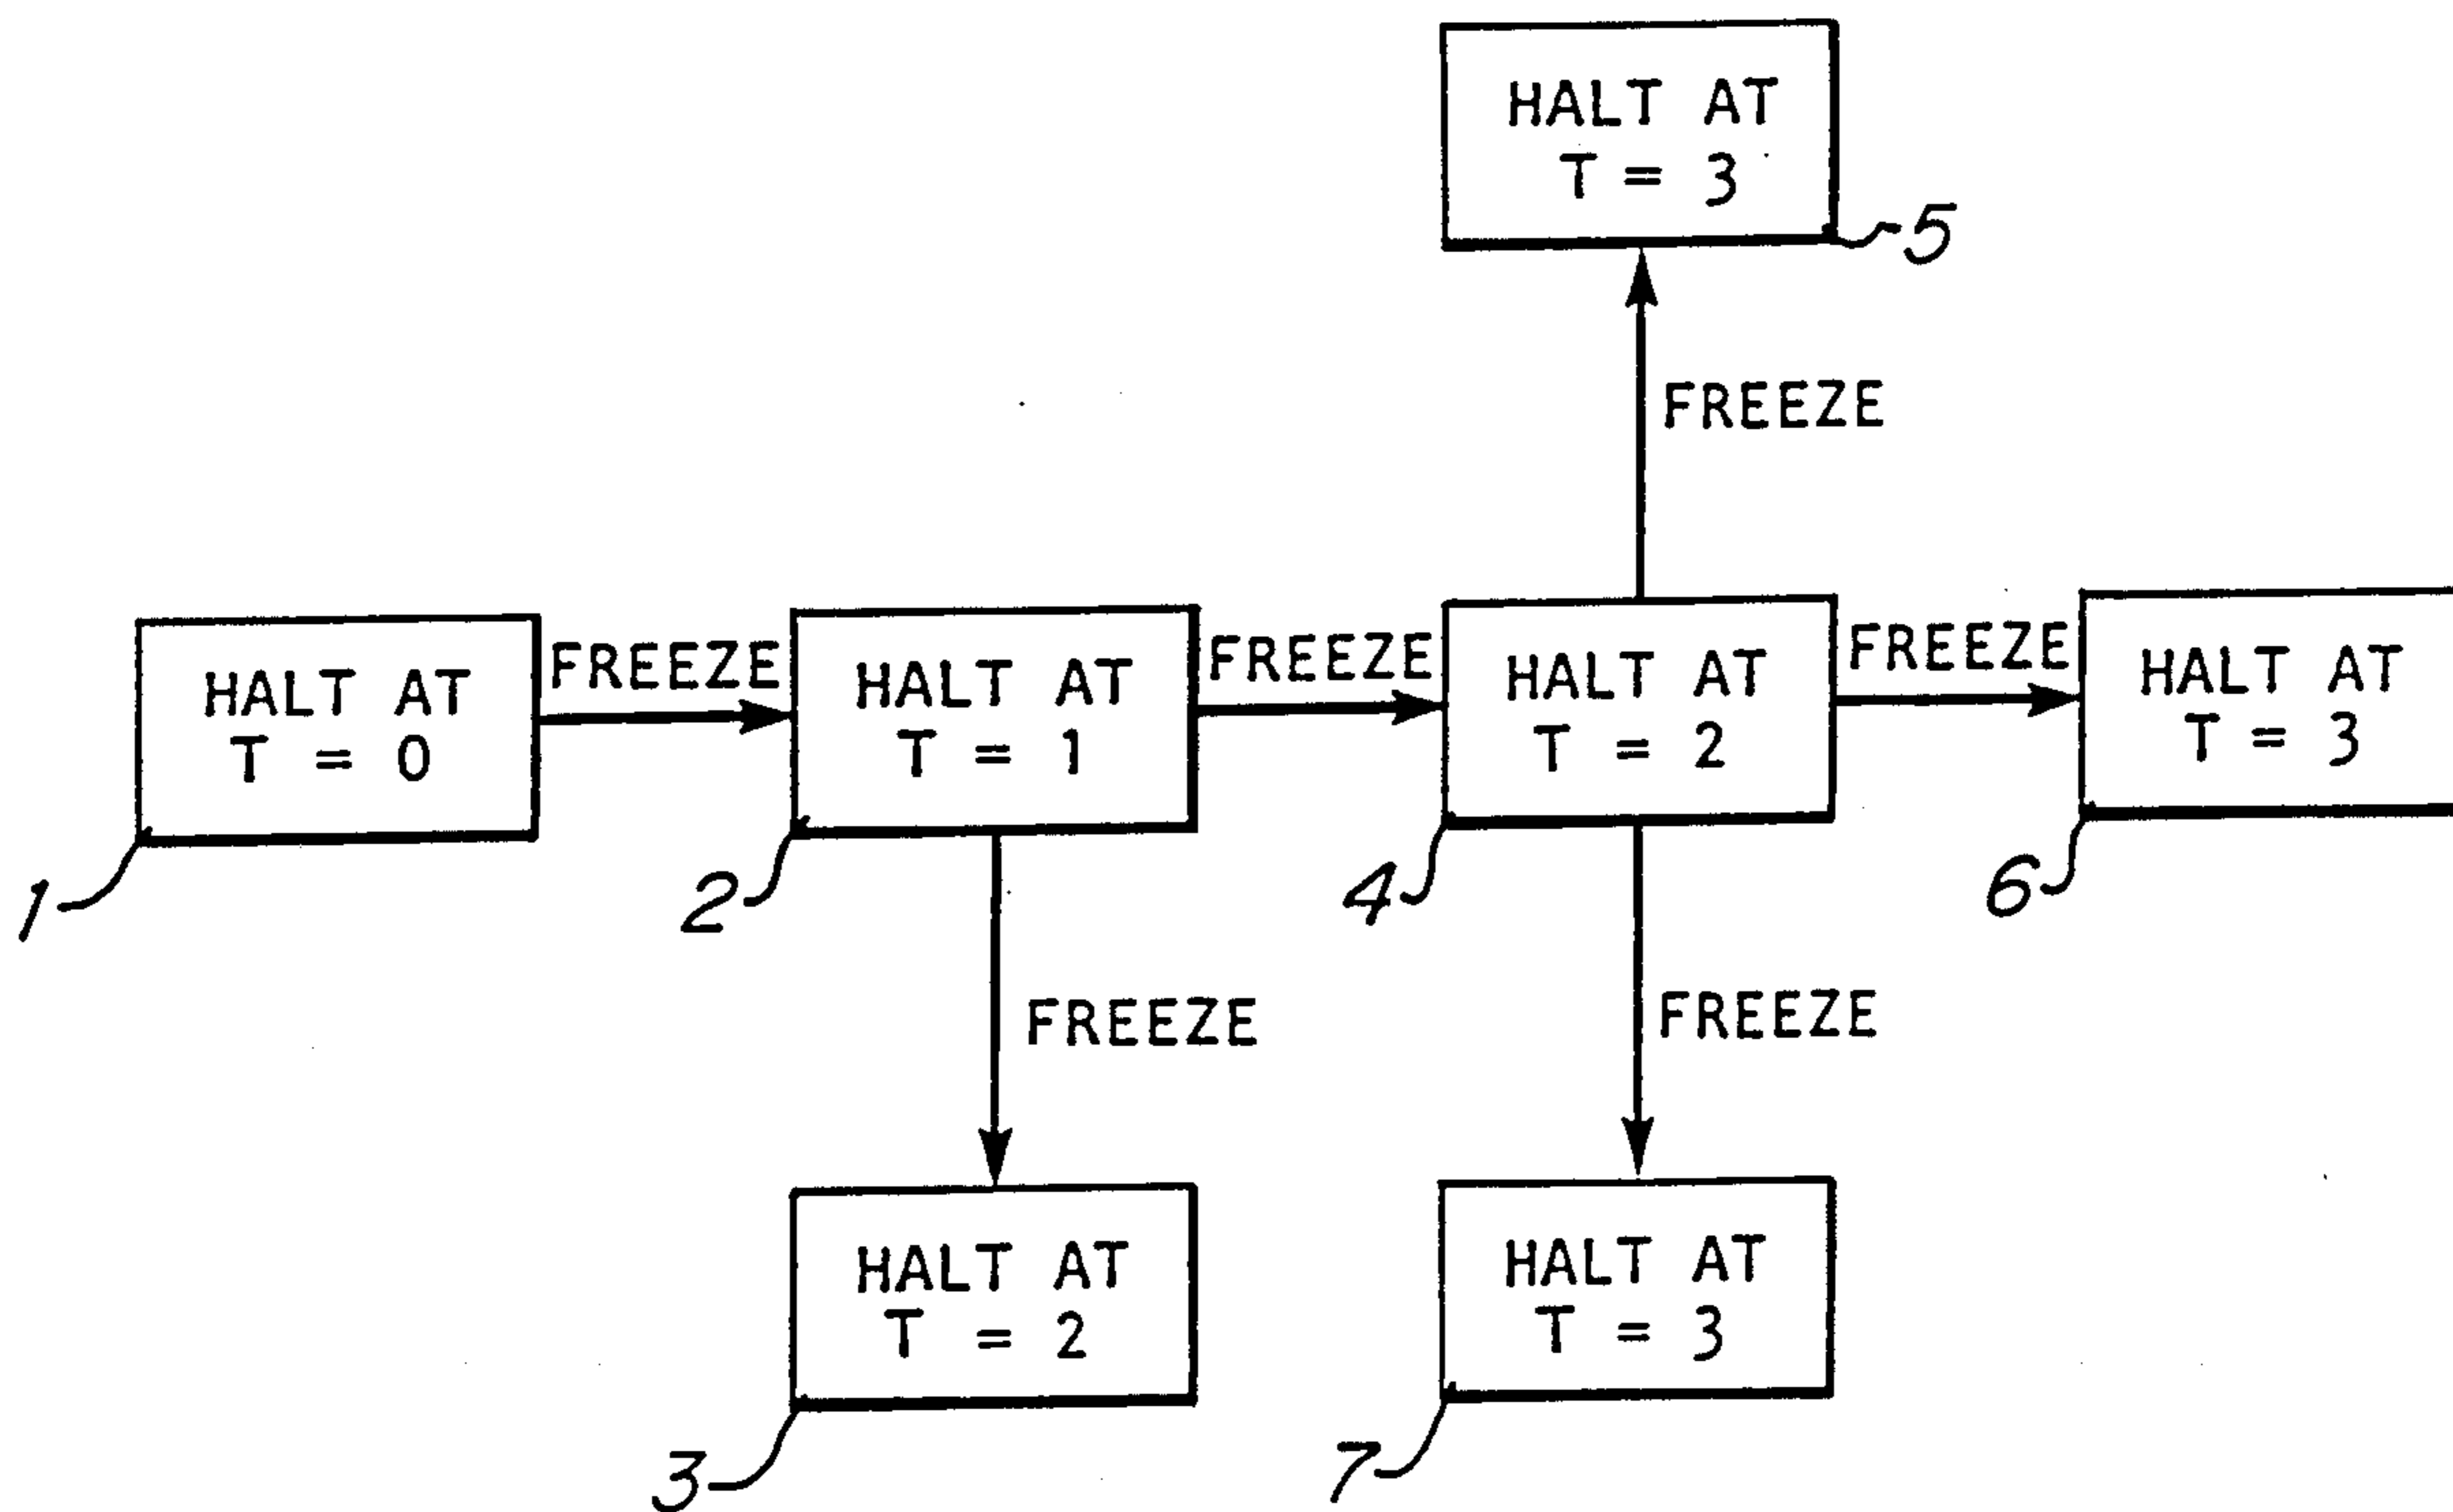 HALT AT
T = 3
5
FREEZE
HALT AT
T = 0
1
FREEZE
HALT AT
T = 1
2
FREEZE
HALT AT
T = 2
4
FREEZE
HALT AT
T = 3
6
FREEZE
FREEZE
HALT AT
T = 2
3
HALT AT
T = 3
7